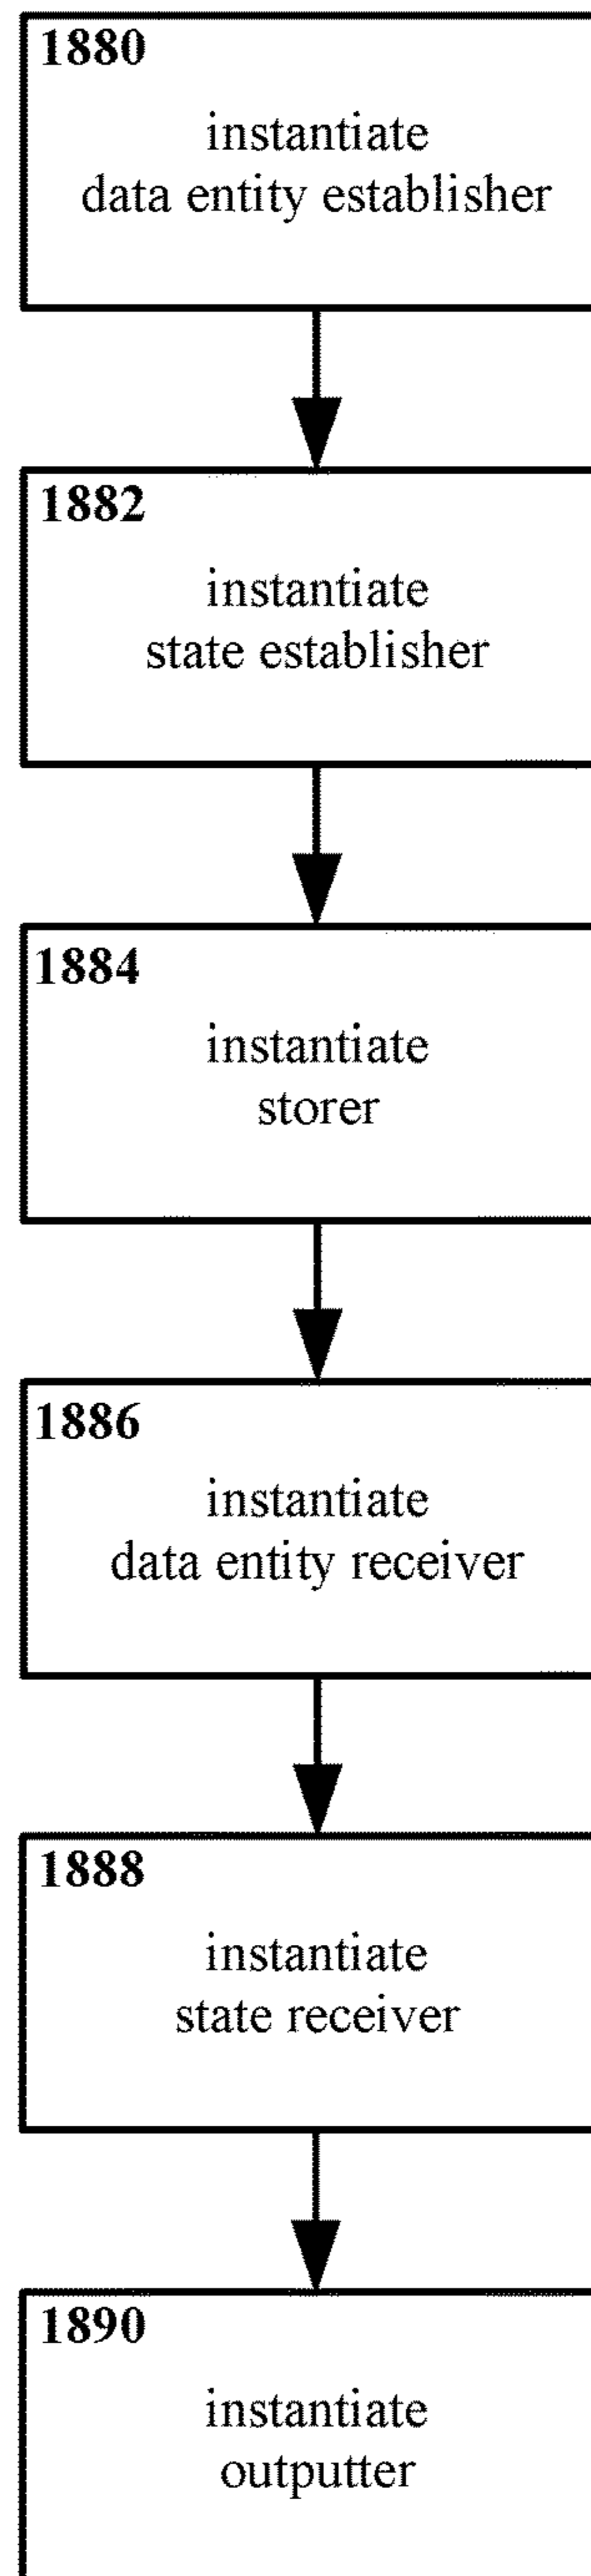 1880
instantiate
data entity establisher
1882
instantiate
state establisher
1884
instantiate
storer
1886
instantiate
data entity receiver
1888
instantiate
state receiver
1890
instantiate
outputter